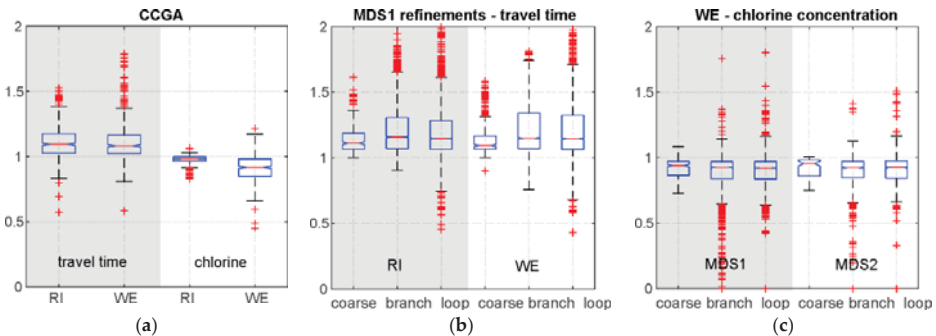 CCGA
2
1.5
1
0.5
0
travel time
chlorine
RI WE RI WE
(a)
MDS1 refinements - travel time
2
1.5
1
0.5
0
RI
WE
coarse branch loop coarse branch loop
(b)
WE - chlorine concentration
2
1.5
1
0.5
0
MDS1
MDS2
coarse branch loop coarse branch loop
(c)